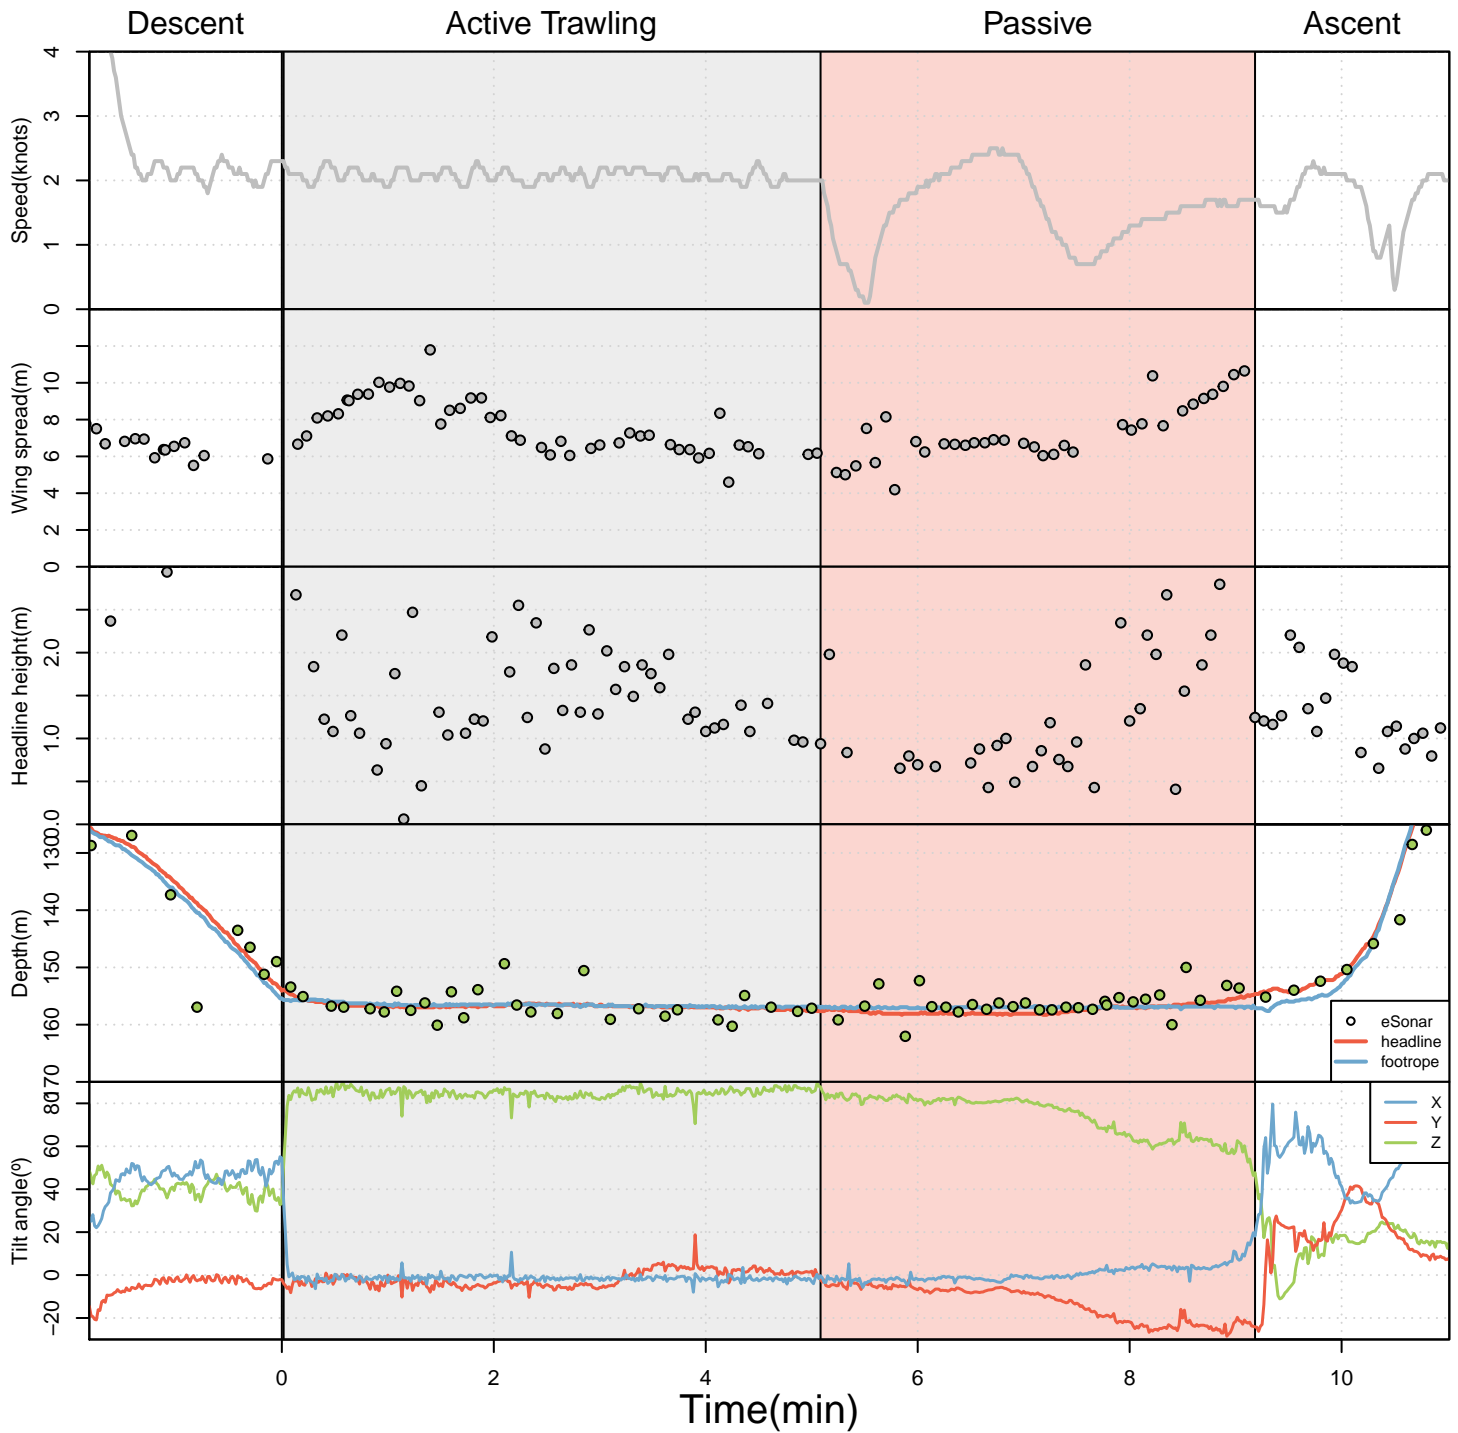 Descent Active Trawling Passive Ascent
Speed(knots)
4
3
2
1
0
Wing spread(m)
10
8
6
4
2
0
Headline height(m)
2.0
1.0
0.0
Depth(m)
130
140
150
160
170
eSonar
headline
footrope
Tilt angle(º)
80
60
40
20
0
−20
X
Y
Z
0 2 4 6 8 10
Time(min)